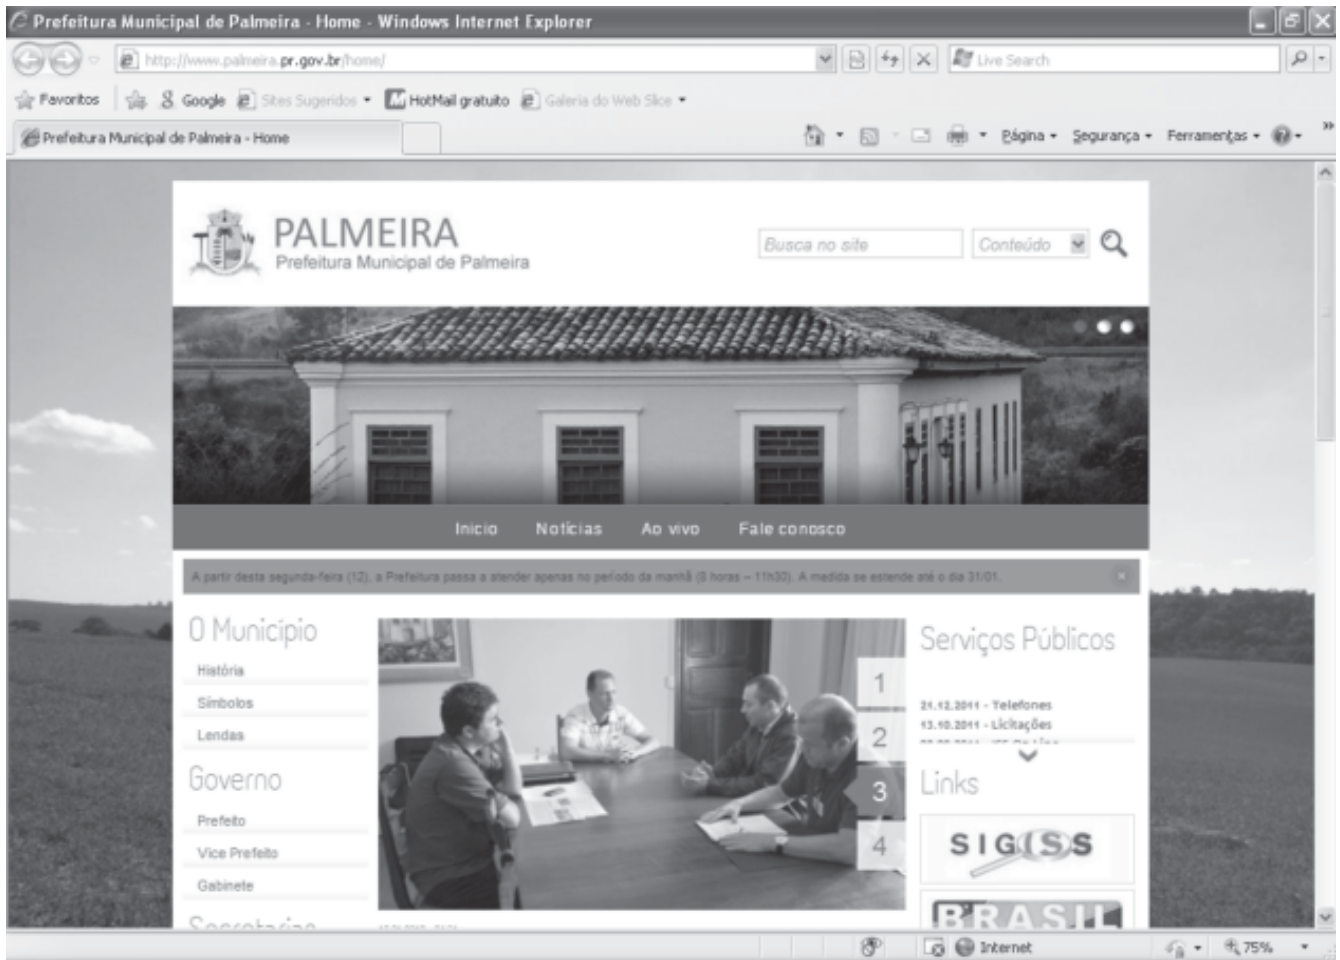 Prefeitura Municipal de Palmeira - Home - Windows Internet Explorer
http://www.palmeira.pr.gov.br/home/
Live Search
Favoritos Google Sites Sugeridos HotMail gratuito Galeria do Web Slice
Prefeitura Municipal de Palmeira - Home
Página Segurança Ferramentas
PALMEIRA
Prefeitura Municipal de Palmeira
Busca no site Conteúdo
Inicio Notícias Ao vivo Fale conosco
A partir desta segunda-feira (12), a Prefeitura passa a atender apenas no período da manhã (8 horas – 11h30). A medida se estende até o dia 31/01.
O Município
História
Símbolos
Lendas
Governo
Prefeito
Vice Prefeito
Gabinete
1
2
3
4
Serviços Públicos
21.12.2011 - Telefones
13.10.2011 - Licitações
Links
SIGISS
BRASIL
Internet 75%